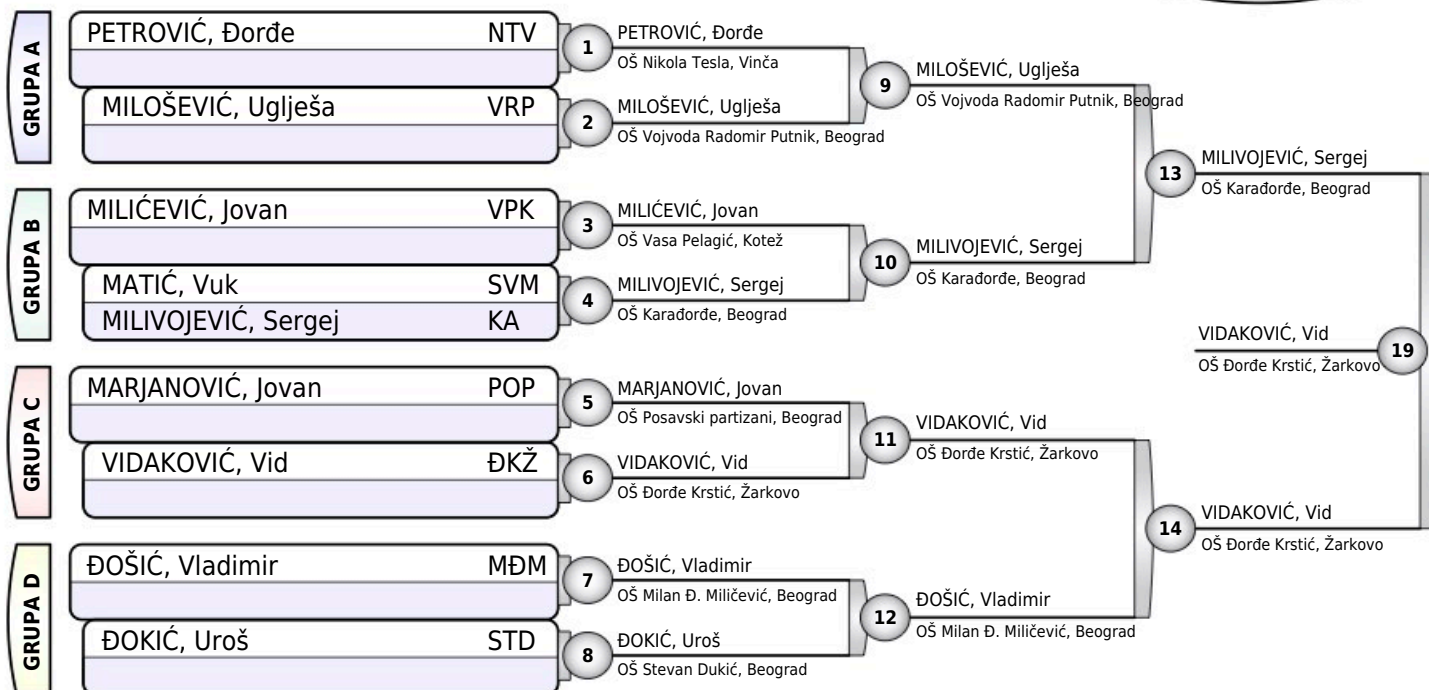 GRUPA A
PETROVIĆ, Đorđe NTV
MILOŠEVIĆ, Uglješa VRP
GRUPA B
MILIĆEVIĆ, Jovan VPK
MATIĆ, Vuk SVM
MILIVOJEVIĆ, Sergej KA
GRUPA C
MARJANOVIĆ, Jovan POP
VIDAKOVIĆ, Vid ĐKŽ
GRUPA D
ĐOŠIĆ, Vladimir MĐM
ĐOKIĆ, Uroš STD
1
PETROVIĆ, Đorđe
OŠ Nikola Tesla, Vinča
2
MILOŠEVIĆ, Uglješa
OŠ Vojvoda Radomir Putnik, Beograd
3
MILIĆEVIĆ, Jovan
OŠ Vasa Pelagić, Kotež
4
MILIVOJEVIĆ, Sergej
OŠ Karađorđe, Beograd
5
MARJANOVIĆ, Jovan
OŠ Posavski partizani, Beograd
6
VIDAKOVIĆ, Vid
OŠ Đorđe Krstić, Žarkovo
7
ĐOŠIĆ, Vladimir
OŠ Milan Đ. Miličević, Beograd
8
ĐOKIĆ, Uroš
OŠ Stevan Dukić, Beograd
9
MILOŠEVIĆ, Uglješa
OŠ Vojvoda Radomir Putnik, Beograd
10
MILIVOJEVIĆ, Sergej
OŠ Karađorđe, Beograd
11
VIDAKOVIĆ, Vid
OŠ Đorđe Krstić, Žarkovo
12
ĐOŠIĆ, Vladimir
OŠ Milan Đ. Miličević, Beograd
13
MILIVOJEVIĆ, Sergej
OŠ Karađorđe, Beograd
14
VIDAKOVIĆ, Vid
OŠ Đorđe Krstić, Žarkovo
VIDAKOVIĆ, Vid
OŠ Đorđe Krstić, Žarkovo
19